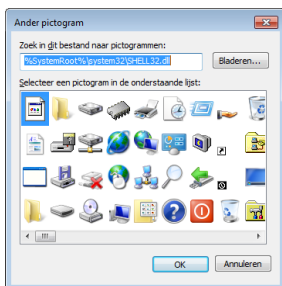 Ander pictogram
Zoek in dit bestand naar pictogrammen:
%SystemRoot%\system32\SHELL32.dll
Bladeren...
Selecteer een pictogram in de onderstaande lijst:
OK
Annuleren